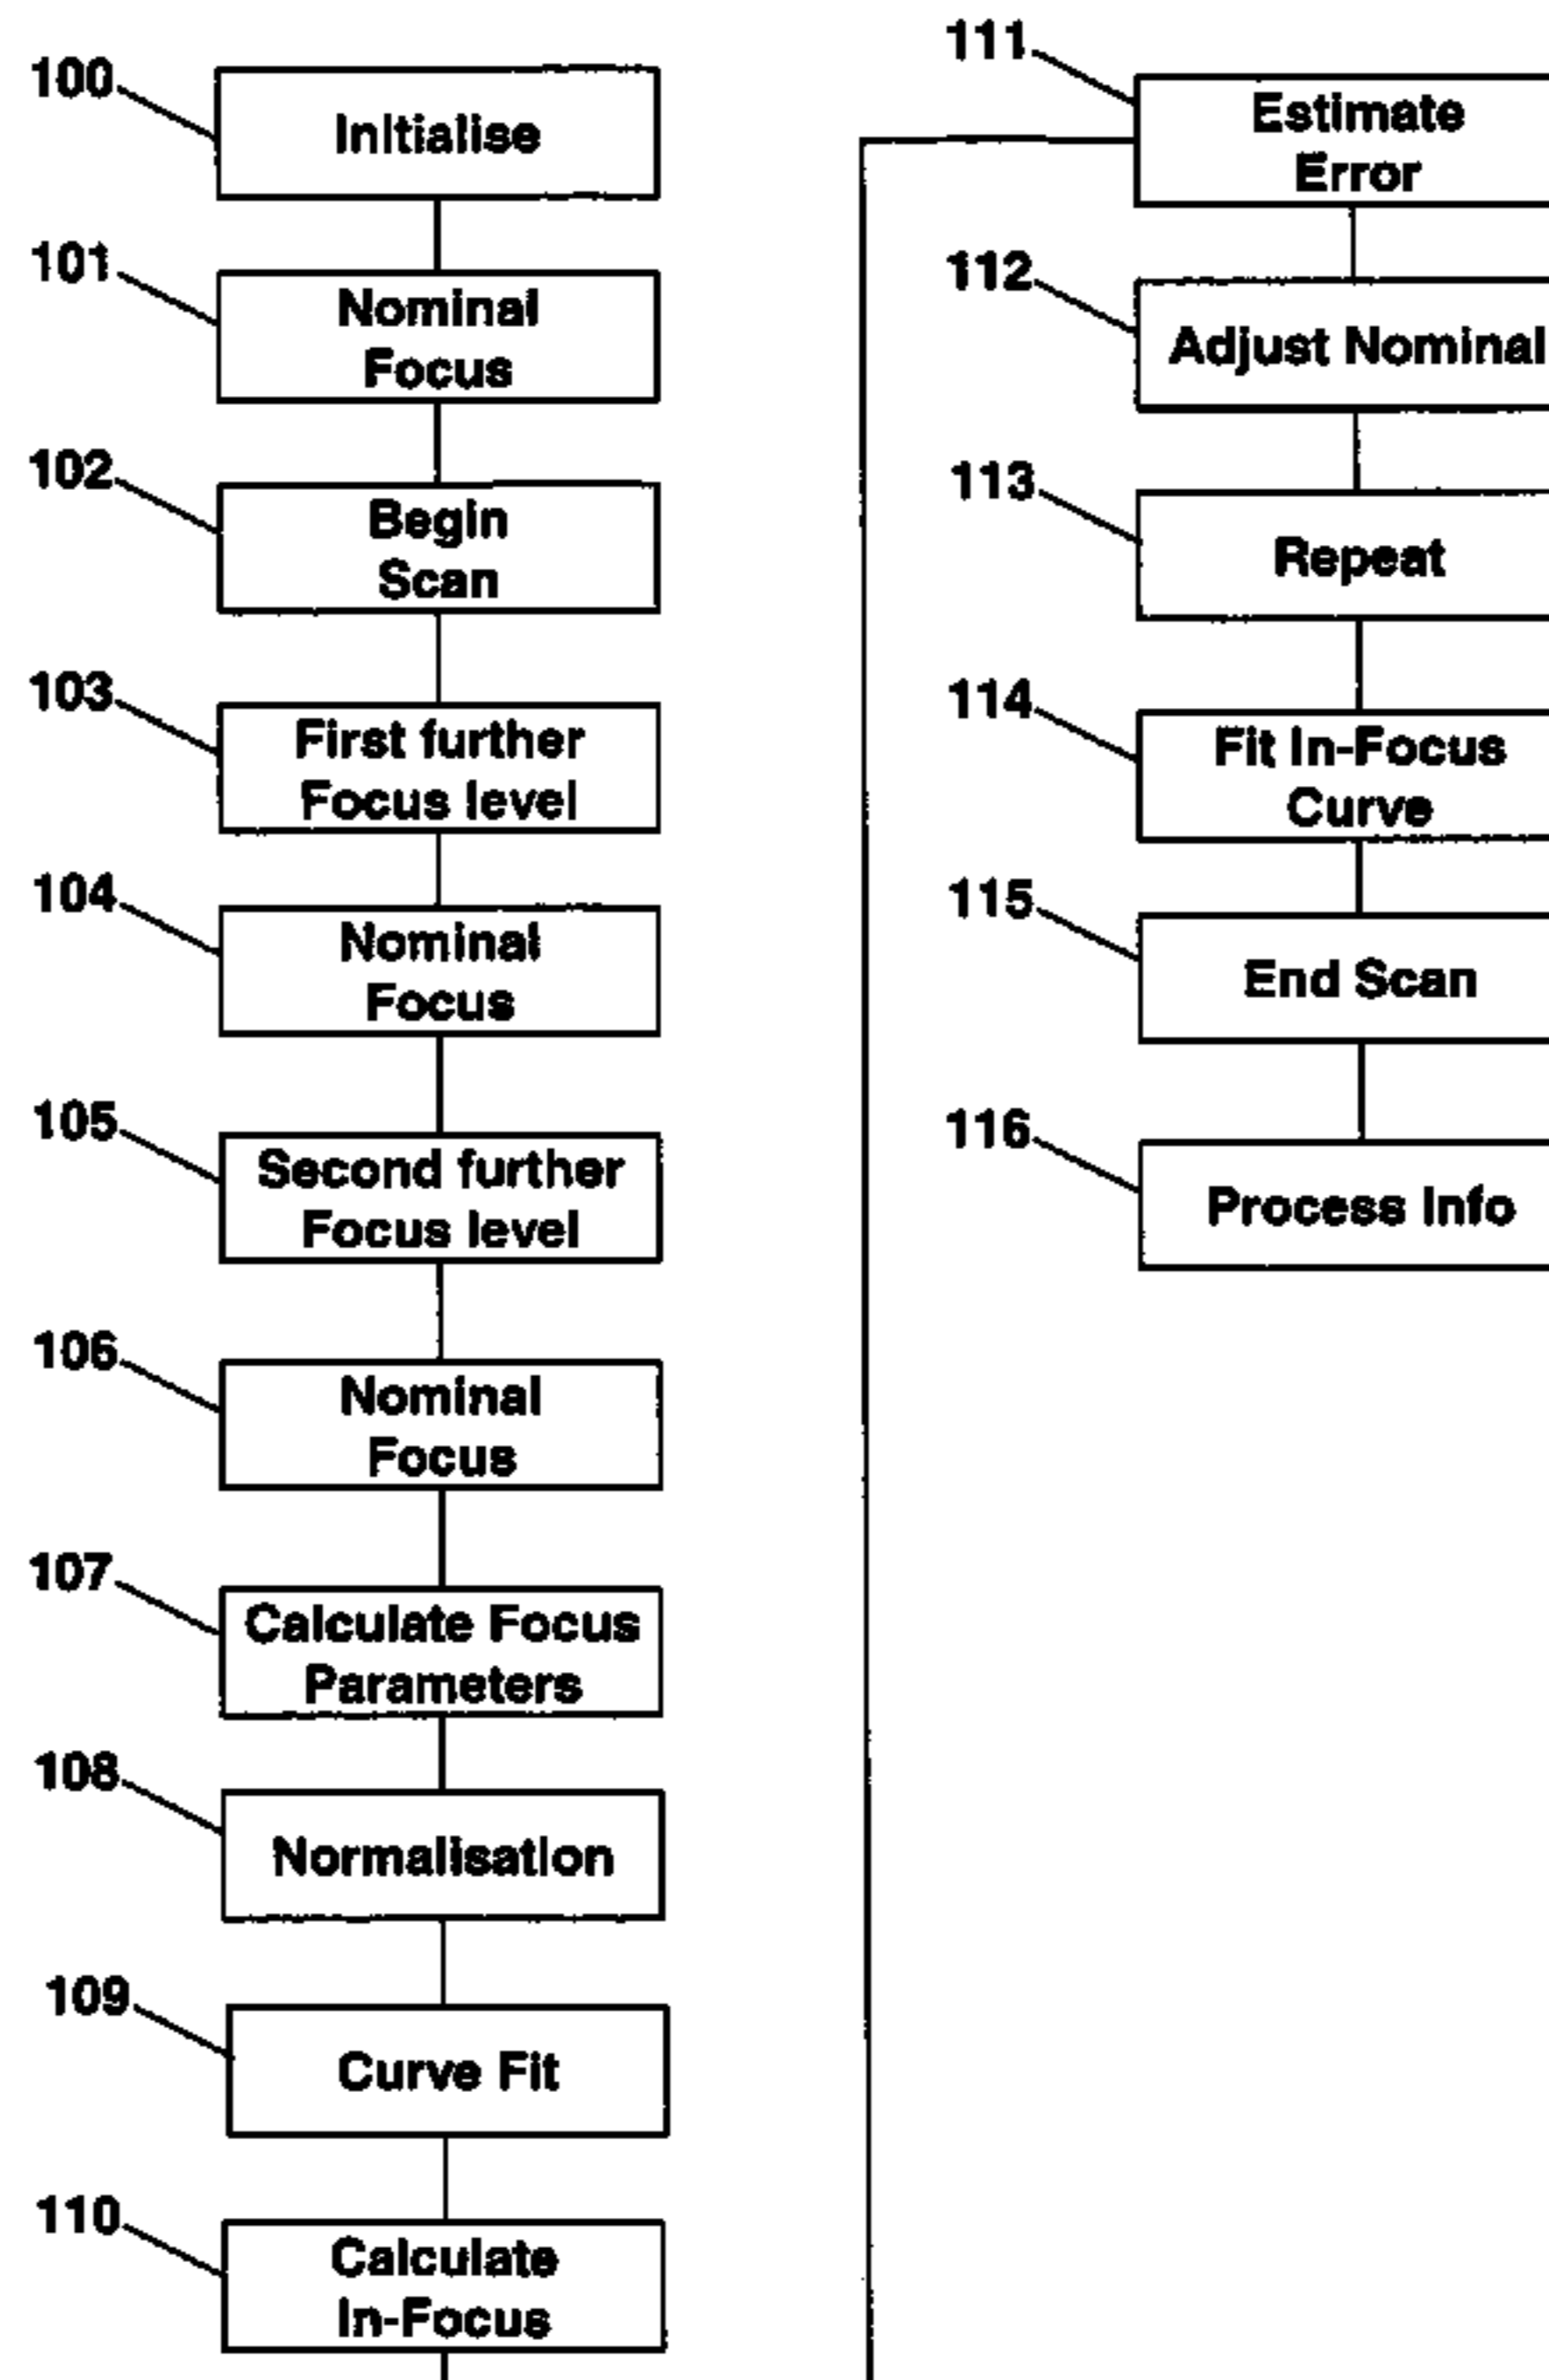 100
Initialise
101
Nominal
Focus
102
Begin
Scan
103
First further
Focus level
104
Nominal
Focus
105
Second further
Focus level
106
Nominal
Focus
107
Calculate Focus
Parameters
108
Normalisation
109
Curve Fit
110
Calculate
In-Focus
111
Estimate
Error
112
Adjust Nominal
113
Repeat
114
Fit In-Focus
Curve
115
End Scan
116
Process Info